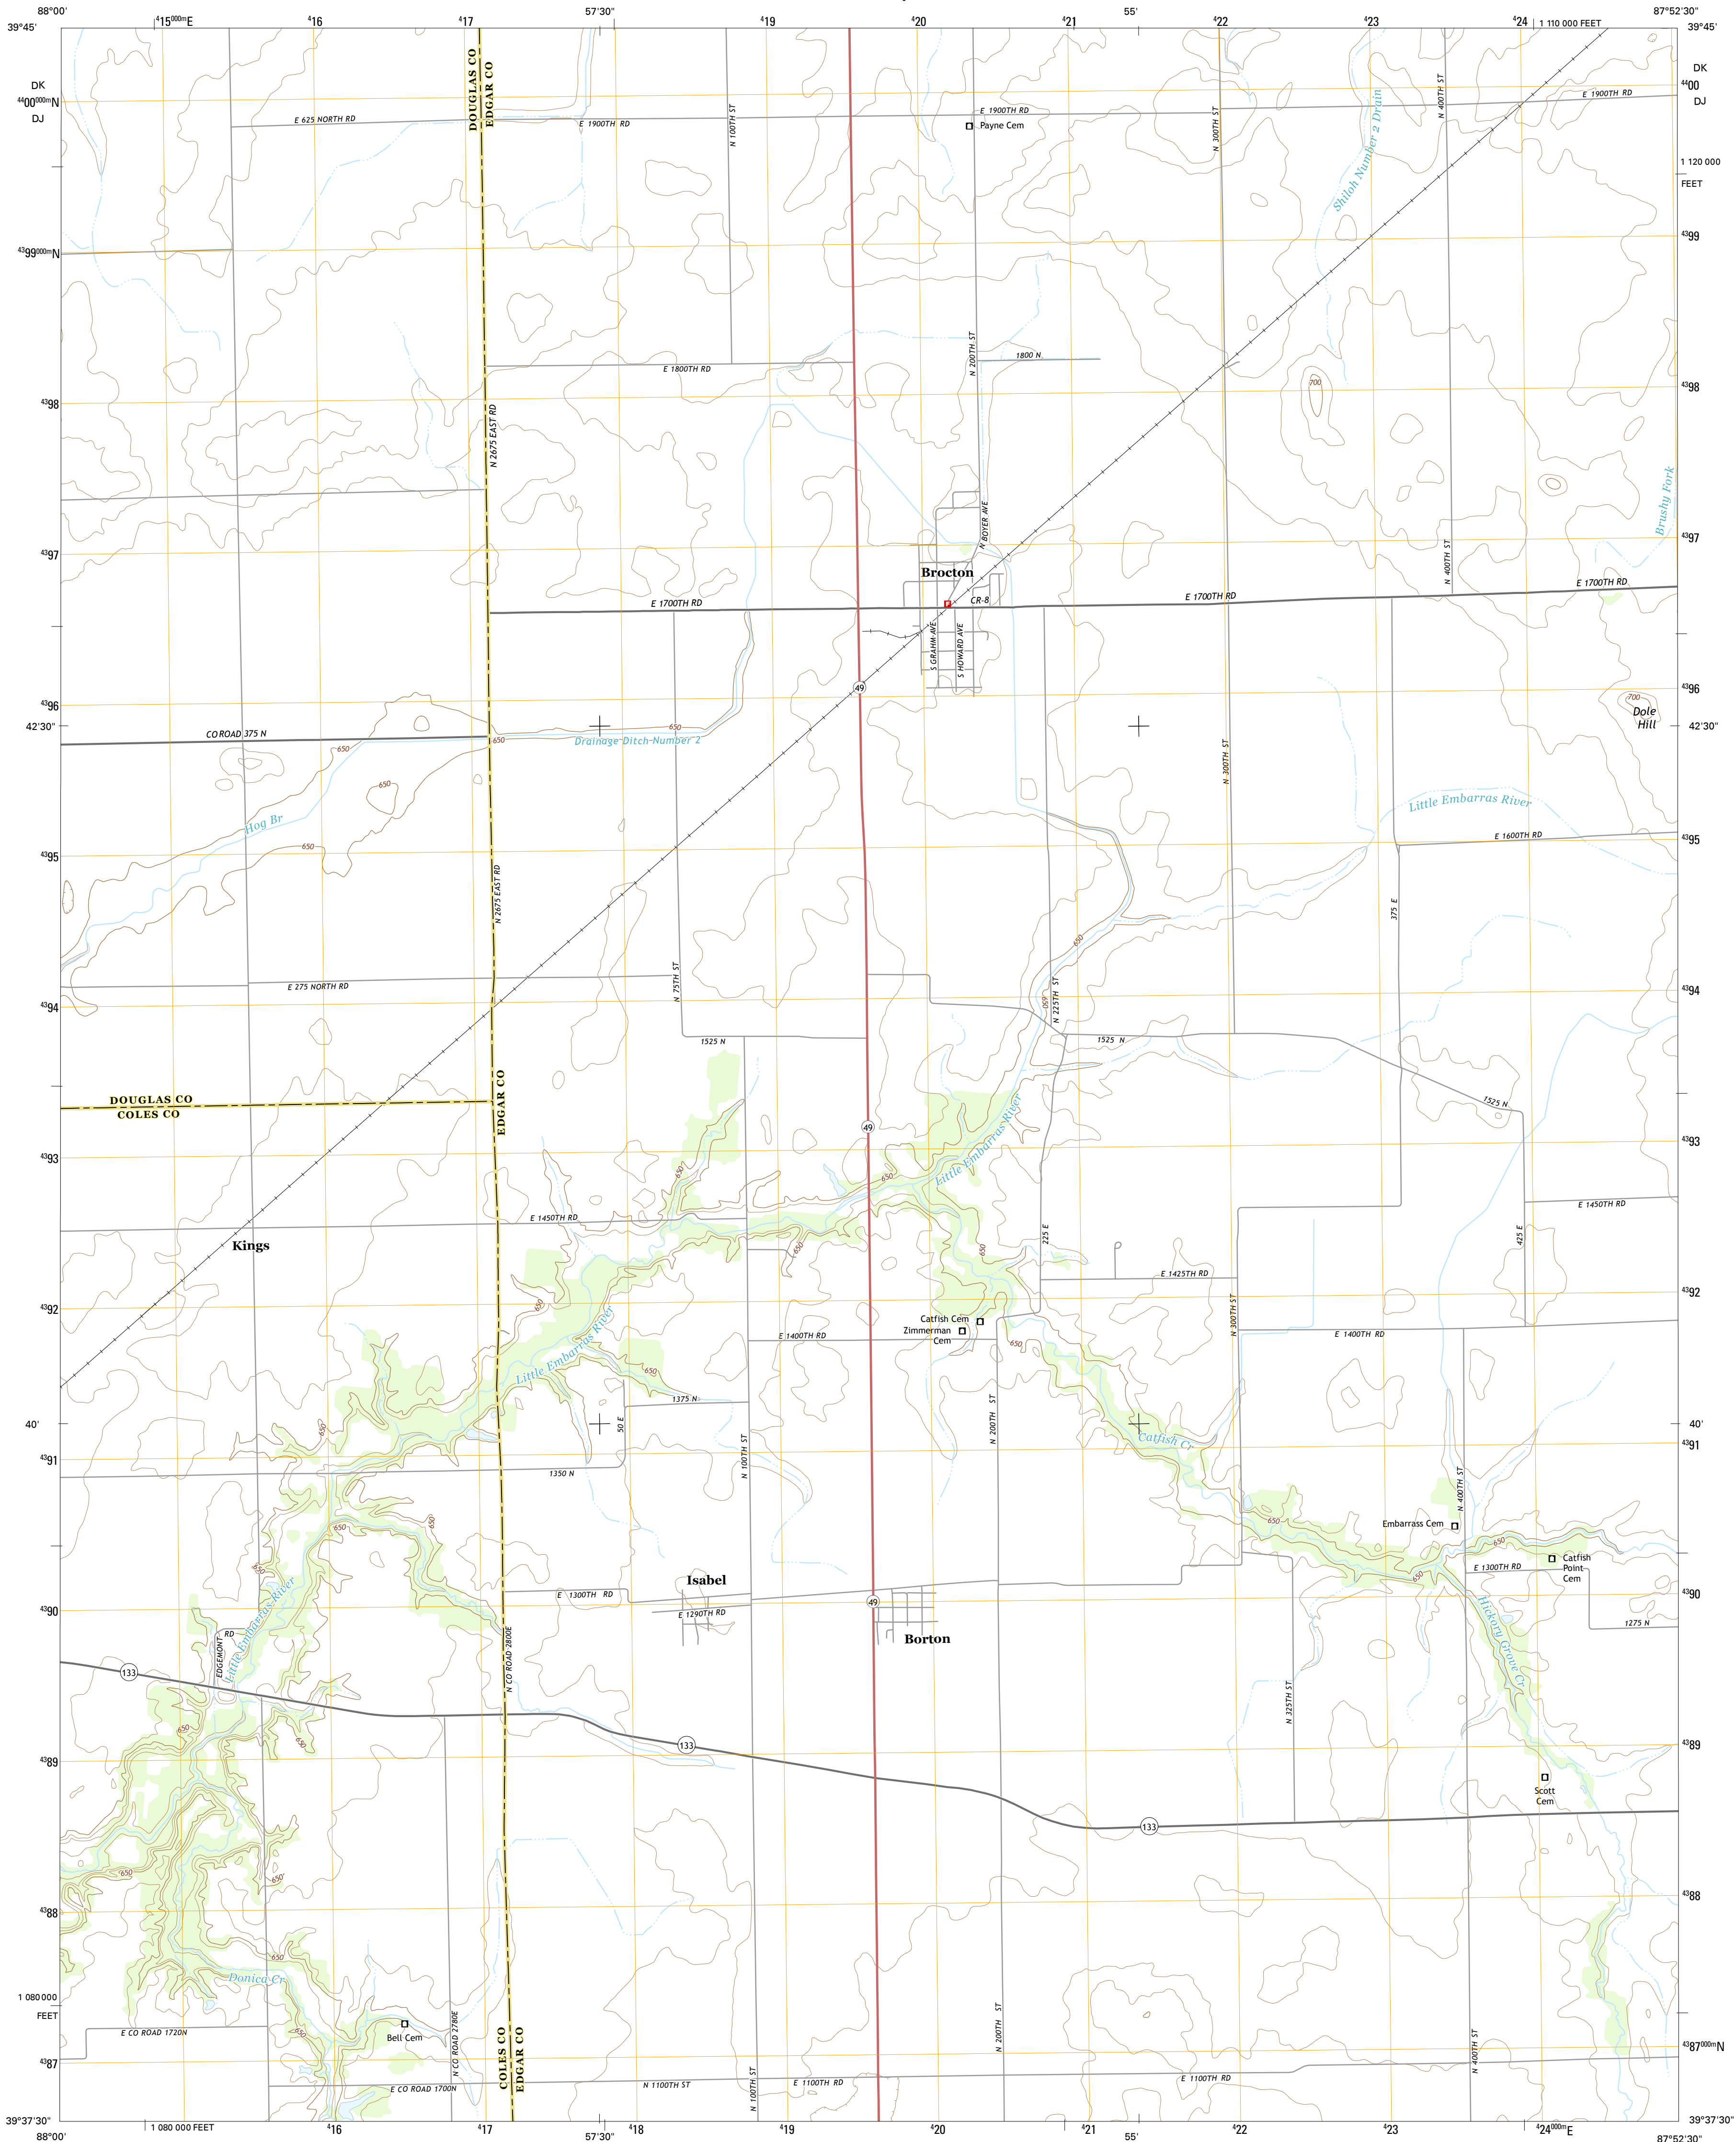 88°00'
⁴15⁰⁰⁰ᵐE
⁴16
⁴17
57'30"
⁴19
⁴20
⁴21
55'
⁴22
⁴23
⁴24
1 110 000 FEET
87°52'30"
39°45'
39°45'
DK
DJ
⁴⁴00⁰⁰⁰ᵐN
DK
⁴⁴00
DJ
DOUGLAS CO
EDGAR CO
E 625 NORTH RD
E 1900TH RD
N 100TH ST
E 1900TH RD
Payne Cem
N 300TH ST
N 400TH ST
E 1900TH RD
Shiloh Number 2 Drain
1 120 000
FEET
⁴³99⁰⁰⁰ᵐN
⁴³99
E 1800TH RD
N 200TH ST
1800 N
700
⁴³98
⁴³98
N 2675 EAST RD
Brushy Fork
N BOYER AVE
N 400TH ST
⁴³97
⁴³97
Brocton
E 1700TH RD
CR-8
E 1700TH RD
E 1700TH RD
S GRAHM AVE
S HOWARD AVE
49
⁴³96
⁴³96
700
Dole
Hill
42'30"
42'30"
CO ROAD 375 N
650
650
650
Drainage Ditch Number 2
N 300TH ST
650
Hog Br
Little Embarras River
650
E 1600TH RD
⁴³95
⁴³95
N 2675 EAST RD
375 E
650
E 275 NORTH RD
N 75TH ST
650
N 225TH ST
⁴³94
⁴³94
1525 N
1525 N
1525 N
DOUGLAS CO
COLES CO
EDGAR CO
49
Little Embarras River
⁴³93
⁴³93
650
650
E 1450TH RD
E 1450TH RD
Kings
650
650
225 E
425 E
E 1425TH RD
⁴³92
⁴³92
650
Little Embarras River
Catfish Cem
Zimmerman
Cem
E 1400TH RD
650
N 300TH ST
E 1400TH RD
650
1375 N
50 E
N 200TH ST
40'
40'
650
Catfish Cr
⁴³91
⁴³91
1350 N
N 100TH ST
N 400TH ST
650
650
650
Embarrass Cem
650
650
E 1300TH RD
650
Catfish
Point
Cem
Isabel
E 1300TH RD
E 1290TH RD
49
⁴³90
⁴³90
Borton
Hickory Grove Cr
1275 N
Little Embarras River
EDGEMONT
RD
N CO ROAD 2800E
133
650
650
133
N 325TH ST
⁴³89
⁴³89
Scott
Cem
133
650
650
⁴³88
⁴³88
650
Donica Cr
1 080 000
FEET
650
Bell Cem
E CO ROAD 1720N
N CO ROAD 2780E
COLES CO
EDGAR CO
N 200TH ST
N 400TH ST
⁴³87
⁴³87⁰⁰⁰ᵐN
E CO ROAD 1700N
N 1100TH ST
N 100TH ST
E 1100TH RD
E 1100TH RD
39°37'30"
39°37'30"
88°00'
1 080 000 FEET
⁴16
⁴17
57'30"
⁴18
⁴19
⁴20
⁴21
55'
⁴22
⁴23
⁴24⁰⁰⁰ᵐE
87°52'30"